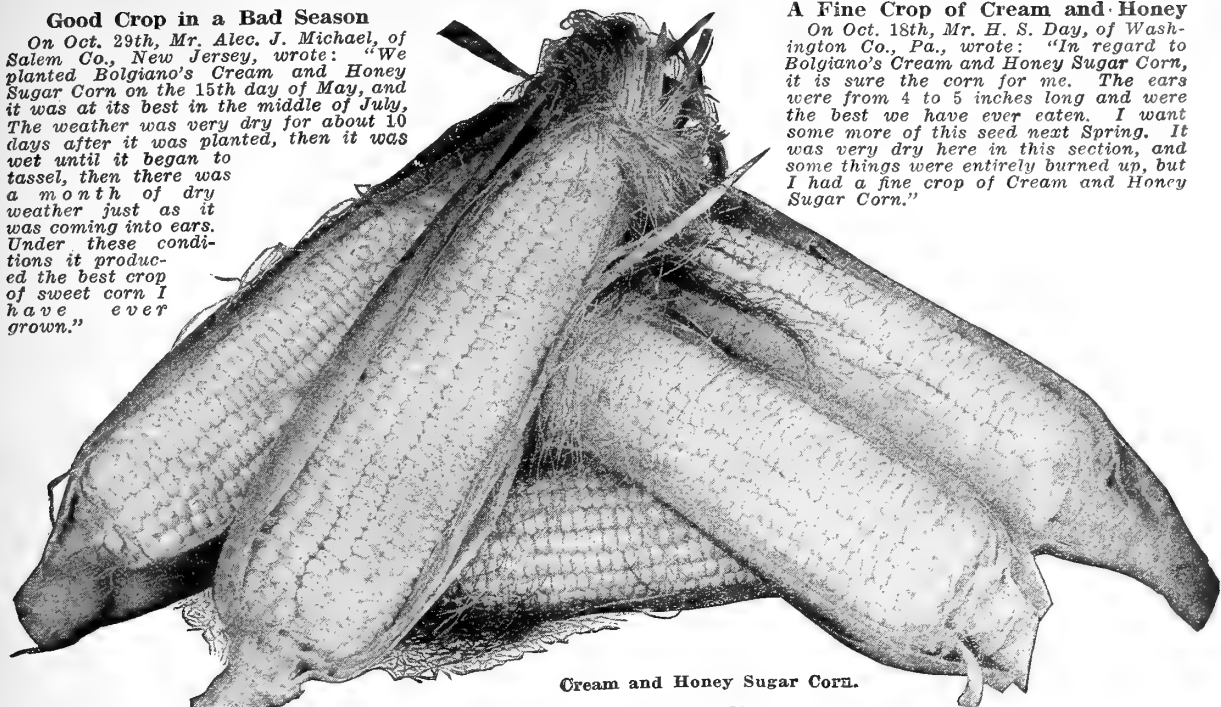 Good Crop in a Bad Season
On Oct. 29th, Mr. Alec. J. Michael, of
Salem Co., New Jersey, wrote: "We
planted Bolgiano's Cream and Honey
Sugar Corn on the 15th day of May, and
it was at its best in the middle of July,
The weather was very dry for about 10
days after it was planted, then it was
wet until it began to
tassel, then there was
a month of dry
weather just as it
was coming into ears.
Under these condi-
tions it produc-
ed the best crop
of sweet corn I
have ever
grown."
A Fine Crop of Cream and Honey
On Oct. 18th, Mr. H. S. Day, of Wash-
ington Co., Pa., wrote: "In regard to
Bolgiano's Cream and Honey Sugar Corn,
it is sure the corn for me. The ears
were from 4 to 5 inches long and were
the best we have ever eaten. I want
some more of this seed next Spring. It
was very dry here in this section, and
some things were entirely burned up, but
I had a fine crop of Cream and Honey
Sugar Corn."
Cream and Honey Sugar Corn.